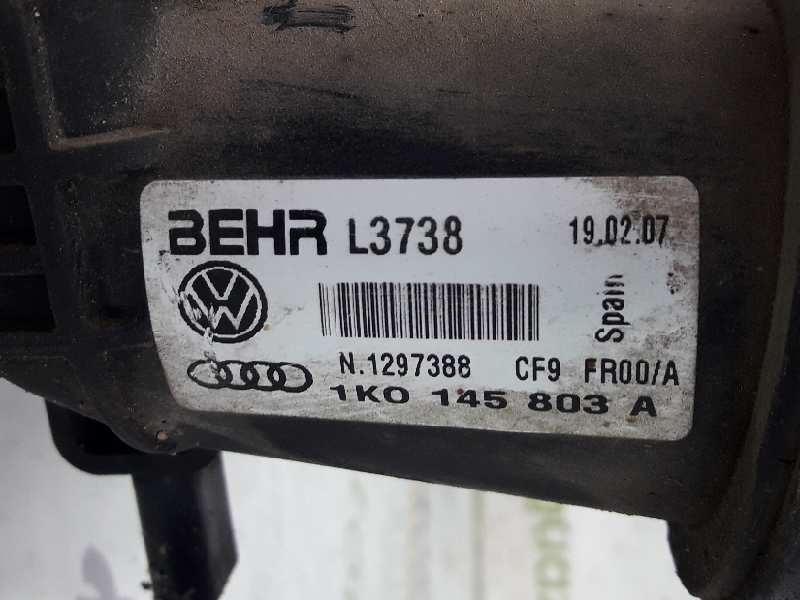 BEHR L3738 19.02.07
Spain
N.1297388 CF9 FR00/A
1K0 145 803 A